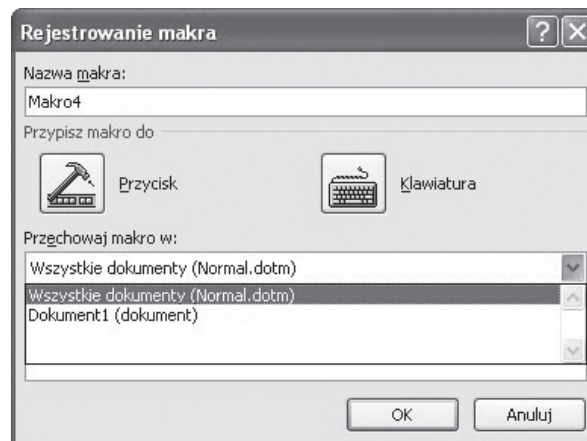 Rejestrowanie makra
Nazwa makra:
Makro4
Przypisz makro do
Przycisk
Klawiatura
Przechowaj makro w:
Wszystkie dokumenty (Normal.dotm)
Wszystkie dokumenty (Normal.dotm)
Dokument1 (dokument)
OK
Anuluj